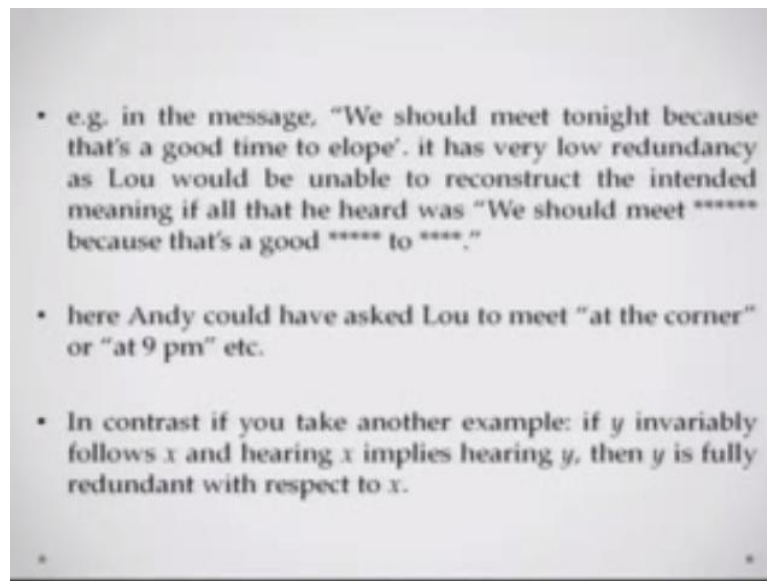 • e.g. in the message, "We should meet tonight because
that's a good time to elope'. it has very low redundancy
as Lou would be unable to reconstruct the intended
meaning if all that he heard was "We should meet ******
because that's a good ***** to ****."
• here Andy could have asked Lou to meet "at the corner"
or "at 9 pm" etc.
• In contrast if you take another example: if y invariably
follows x and hearing x implies hearing y, then y is fully
redundant with respect to x.